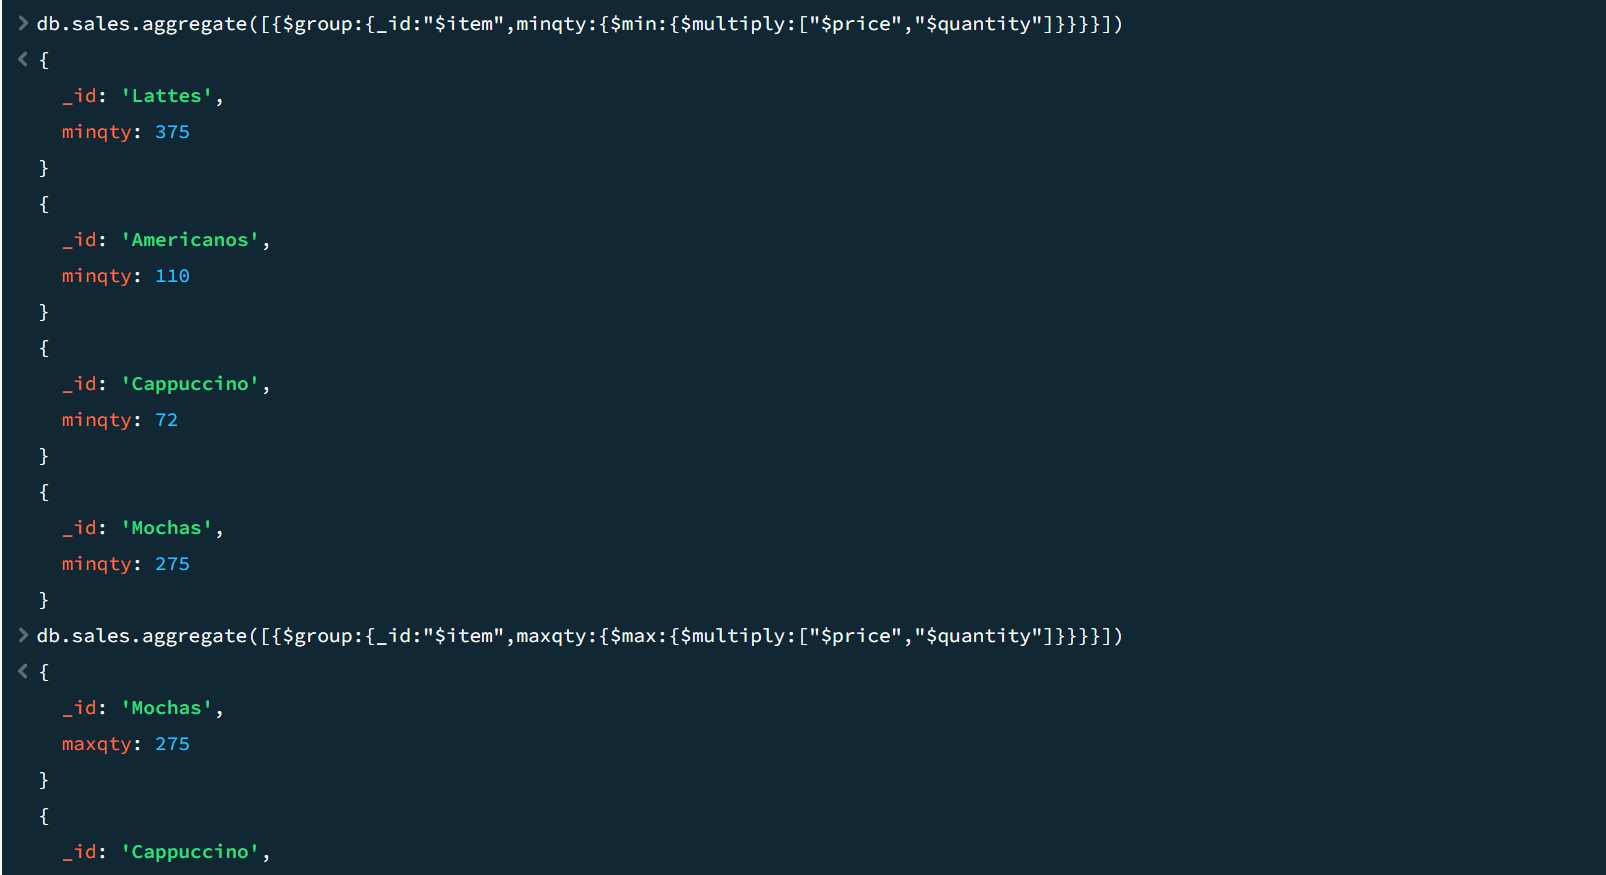 > db.sales.aggregate([{$group:{_id:"$item",minqty:{$min:{$multiply:["$price","$quantity"]}}}}])
< {
_id: 'Lattes',
minqty: 375
}
{
_id: 'Americanos',
minqty: 110
}
{
_id: 'Cappuccino',
minqty: 72
}
{
_id: 'Mochas',
minqty: 275
}
> db.sales.aggregate([{$group:{_id:"$item",maxqty:{$max:{$multiply:["$price","$quantity"]}}}}])
< {
_id: 'Mochas',
maxqty: 275
}
{
_id: 'Cappuccino',